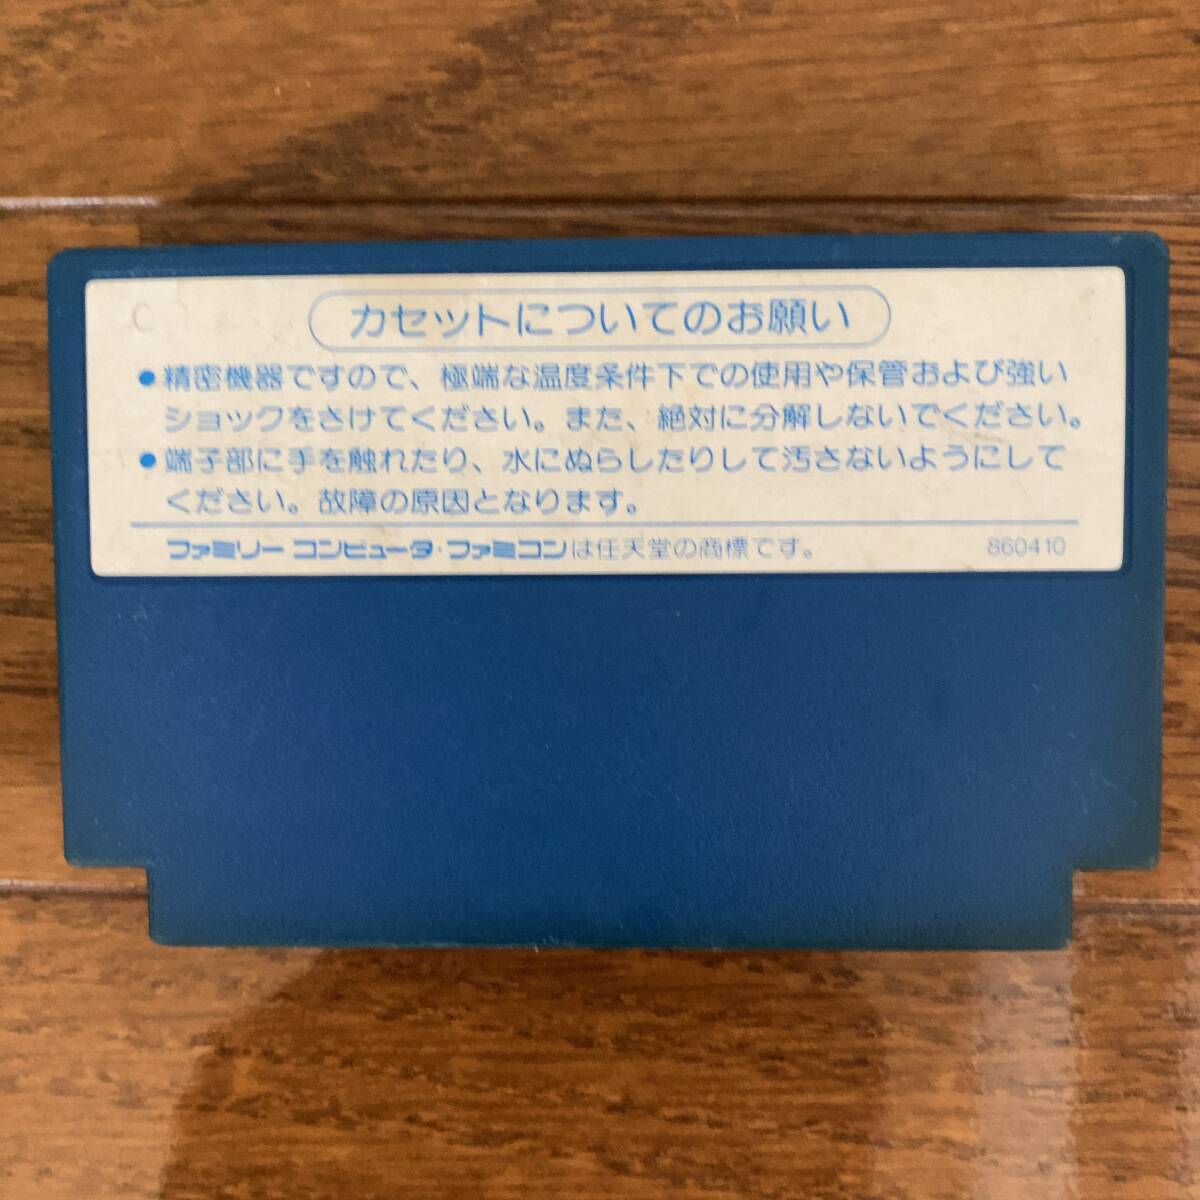 カセットについてのお願い
●精密機器ですので、極端な温度条件下での使用や保管および強い
ショックをさけてください。また、絶対に分解しないでください。
●端子部に手を触れたり、水にぬらしたりして汚さないようにして
ください。故障の原因となります。
ファミリー コンピュータ・ファミコンは任天堂の商標です。 860410